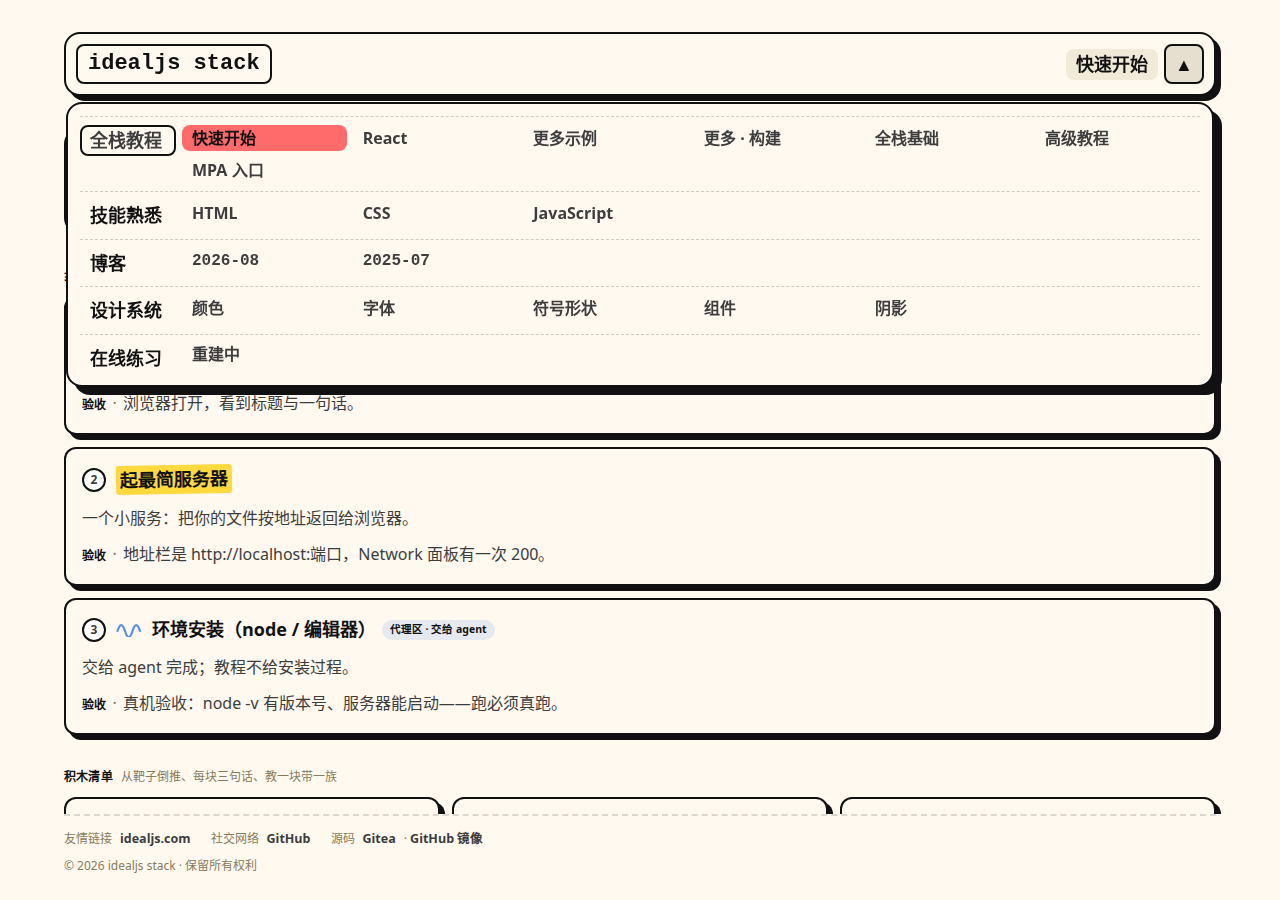 idealjs stack
快速开始 ▲
全栈教程 快速开始 React 更多示例 更多 · 构建 全栈基础 高级教程
MPA 入口
技能熟悉 HTML CSS JavaScript
博客 2026-08 2025-07
设计系统 颜色 字体 符号形状 组件 阴影
在线练习 重建中
验收 · 浏览器打开，看到标题与一句话。
2 起最简服务器
一个小服务：把你的文件按地址返回给浏览器。
验收 · 地址栏是 http://localhost:端口，Network 面板有一次 200。
3 环境安装（node / 编辑器） 代理区 · 交给 agent
交给 agent 完成；教程不给安装过程。
验收 · 真机验收：node -v 有版本号、服务器能启动——跑必须真跑。
积木清单 从靶子倒推、每块三句话、教一块带一族
友情链接 idealjs.com 社交网络 GitHub 源码 Gitea · GitHub 镜像
© 2026 idealjs stack · 保留所有权利